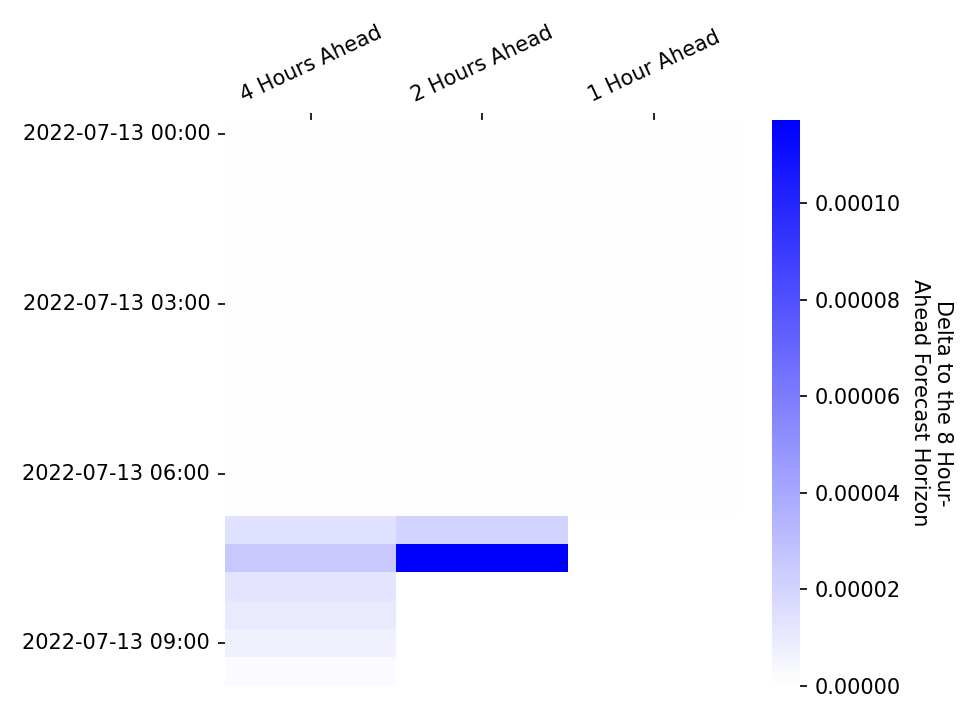 4 Hours Ahead
2 Hours Ahead
1 Hour Ahead
2022-07-13 00:00
2022-07-13 03:00
2022-07-13 06:00
2022-07-13 09:00
0.00010
0.00008
0.00006
0.00004
0.00002
0.00000
Delta to the 8 Hour-
Ahead Forecast Horizon